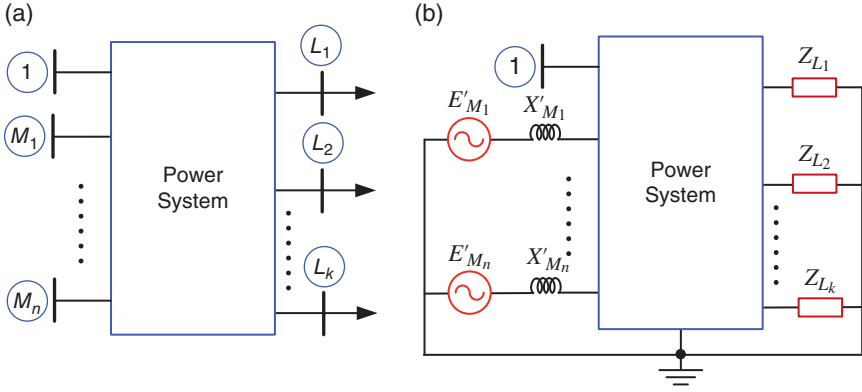 (a)
1
M1
Mn
Power
System
L1
L2
Lk
(b)
1
E'M1
X'M1
E'Mn
X'Mn
Power
System
ZL1
ZL2
ZLk